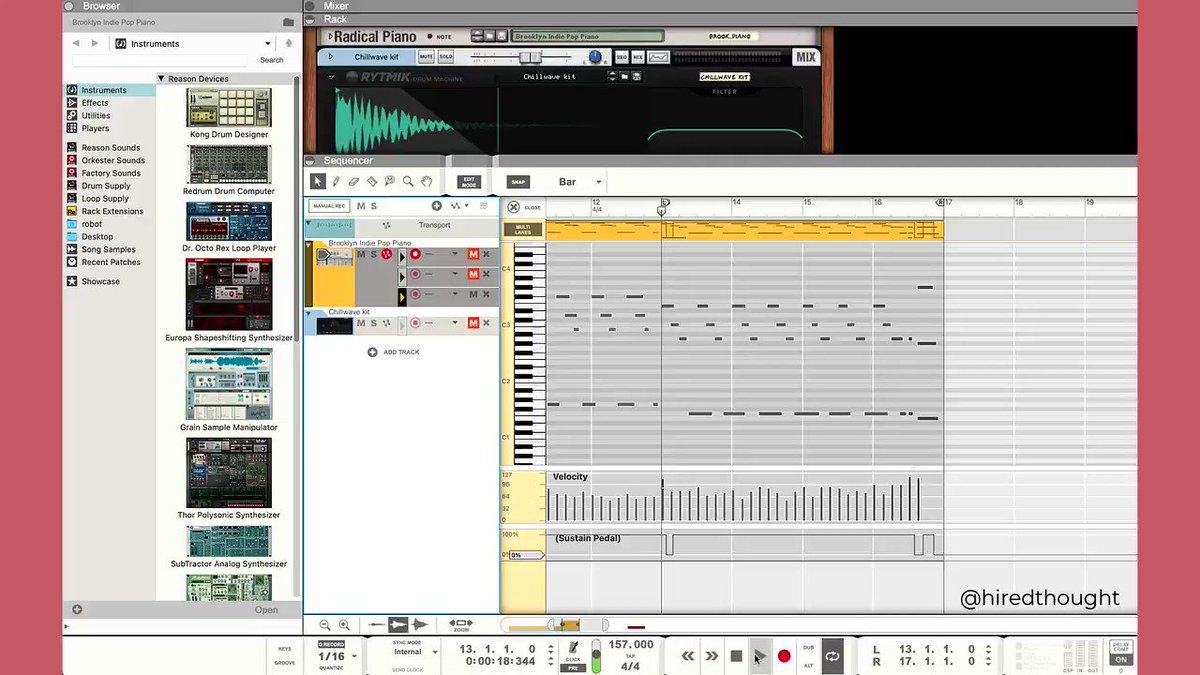 Browser
Brooklyn Indie Pop Piano
Instruments
Search
Instruments
Effects
Utilities
Players
Reason Sounds
Orkester Sounds
Factory Sounds
Drum Supply
Loop Supply
Rack Extensions
robot
Desktop
Song Samples
Recent Patches
Showcase
Reason Devices
Kong Drum Designer
Redrum Drum Computer
Dr. Octo Rex Loop Player
Europa Shapeshifting Synthesizer
Grain Sample Manipulator
Thor Polysonic Synthesizer
SubTractor Analog Synthesizer
Open
Mixer
Rack
Radical Piano
NOTE
Brooklyn Indie Pop Piano
BROOK.PIANO
Chillwave kit
MUTE SOLO
SEQ MIX
MIX
RYTMIK DRUM MACHINE
Chillwave kit
CHILLWAVE KIT
FILTER
Sequencer
EDIT MODE
SNAP
Bar
MANUAL REC
M S
CLOSE
12 13 14 15 16 17 18 19
4/4
Transport
MULTI LANES
Brooklyn Indie Pop Piano
M S
M
M
M
Chillwave kit
M S
M
ADD TRACK
C4
C3
C2
C1
Velocity
127
96
64
32
0
(Sustain Pedal)
100%
0%
0%
@hiredthought
ZOOM
KEYS
GROOVE
Q RECORD
1/16
QUANTIZE
SYNC MODE
Internal
SEND CLOCK
13. 1. 1. 0
0:00:18:344
CLICK
PRE
157.000
TAP
4/4
DUB
ALT
L 13. 1. 1. 0
R 17. 1. 1. 0
DSP IN OUT
DELAY COMP
ON
0